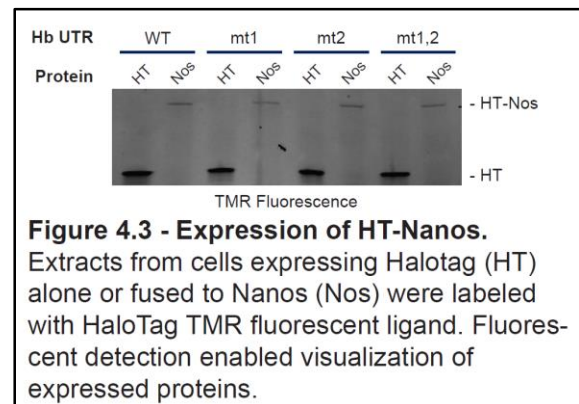 Hb UTR WT mt1 mt2 mt1,2
Protein HT Nos HT Nos HT Nos HT Nos
- HT-Nos
- HT
TMR Fluorescence
Figure 4.3 - Expression of HT-Nanos.
Extracts from cells expressing Halotag (HT)
alone or fused to Nanos (Nos) were labeled
with HaloTag TMR fluorescent ligand. Fluores-
cent detection enabled visualization of
expressed proteins.